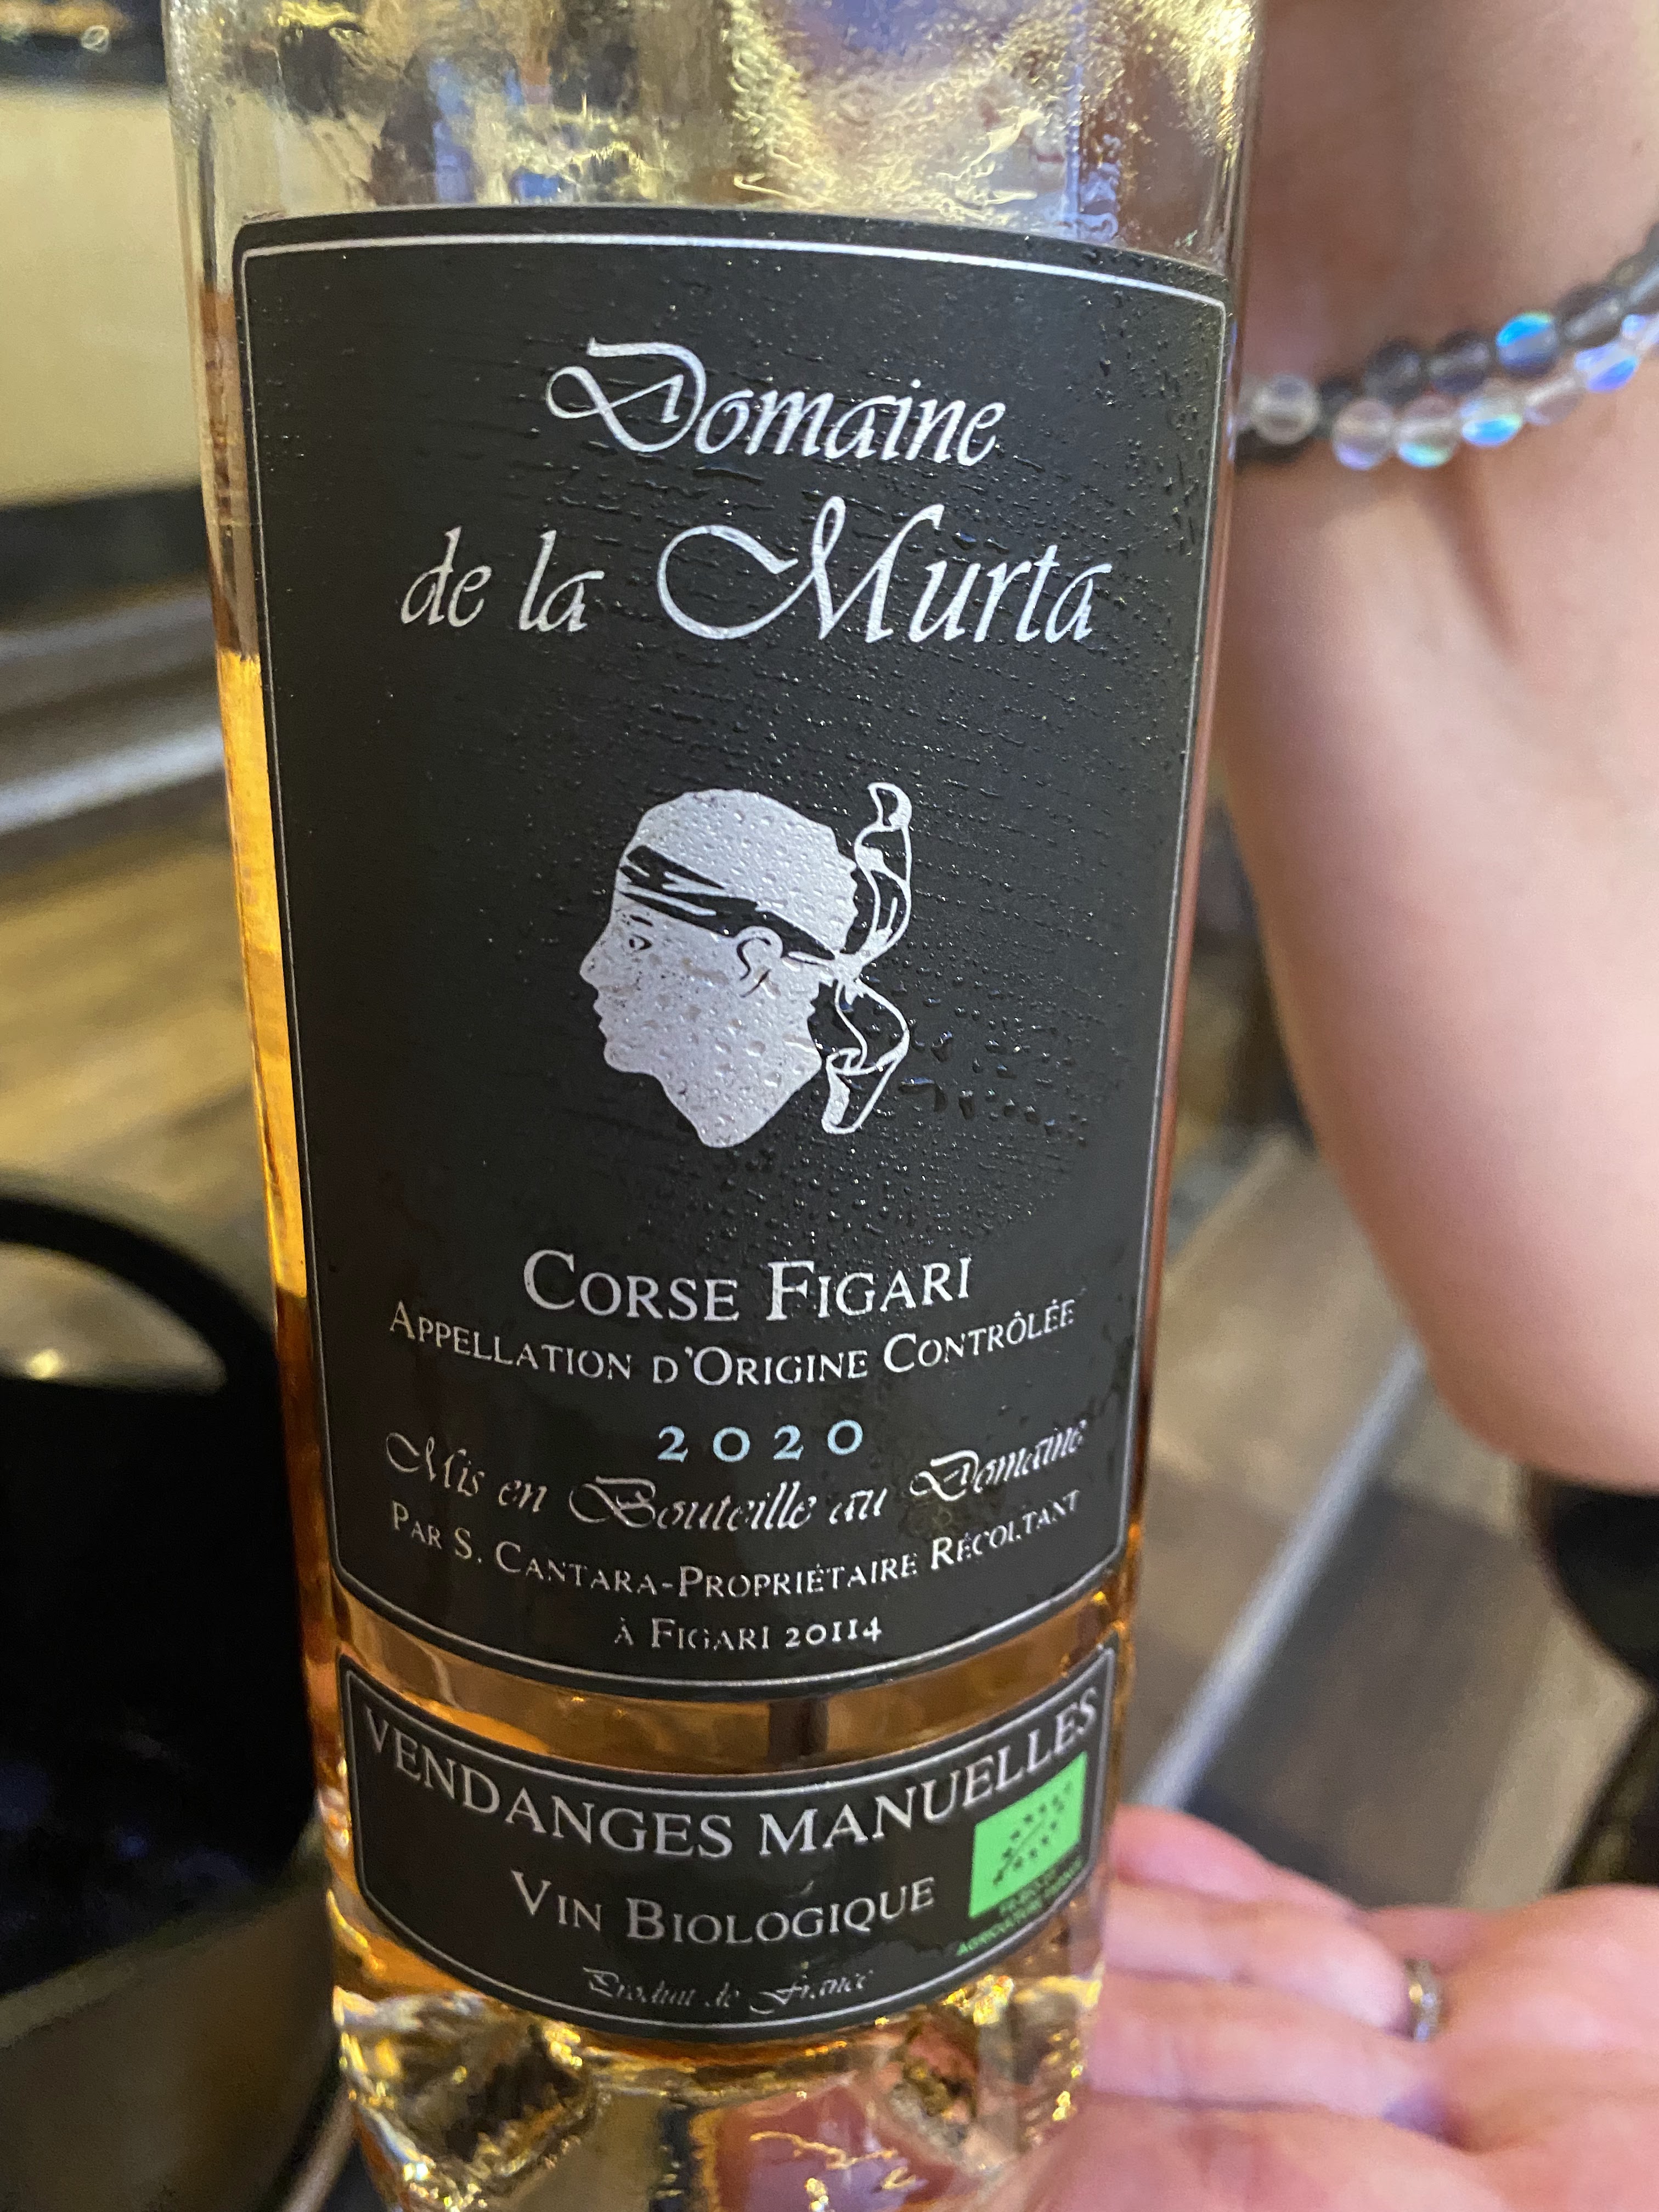 Domaine
de la Murta
CORSE FIGARI
APPELLATION D'ORIGINE CONTRÔLÉE
2020
Mis en Bouteille au Domaine
PAR S. CANTARA-PROPRIÉTAIRE RÉCOLTANT
À FIGARI 20114
VENDANGES MANUELLES
VIN BIOLOGIQUE
Produit de France